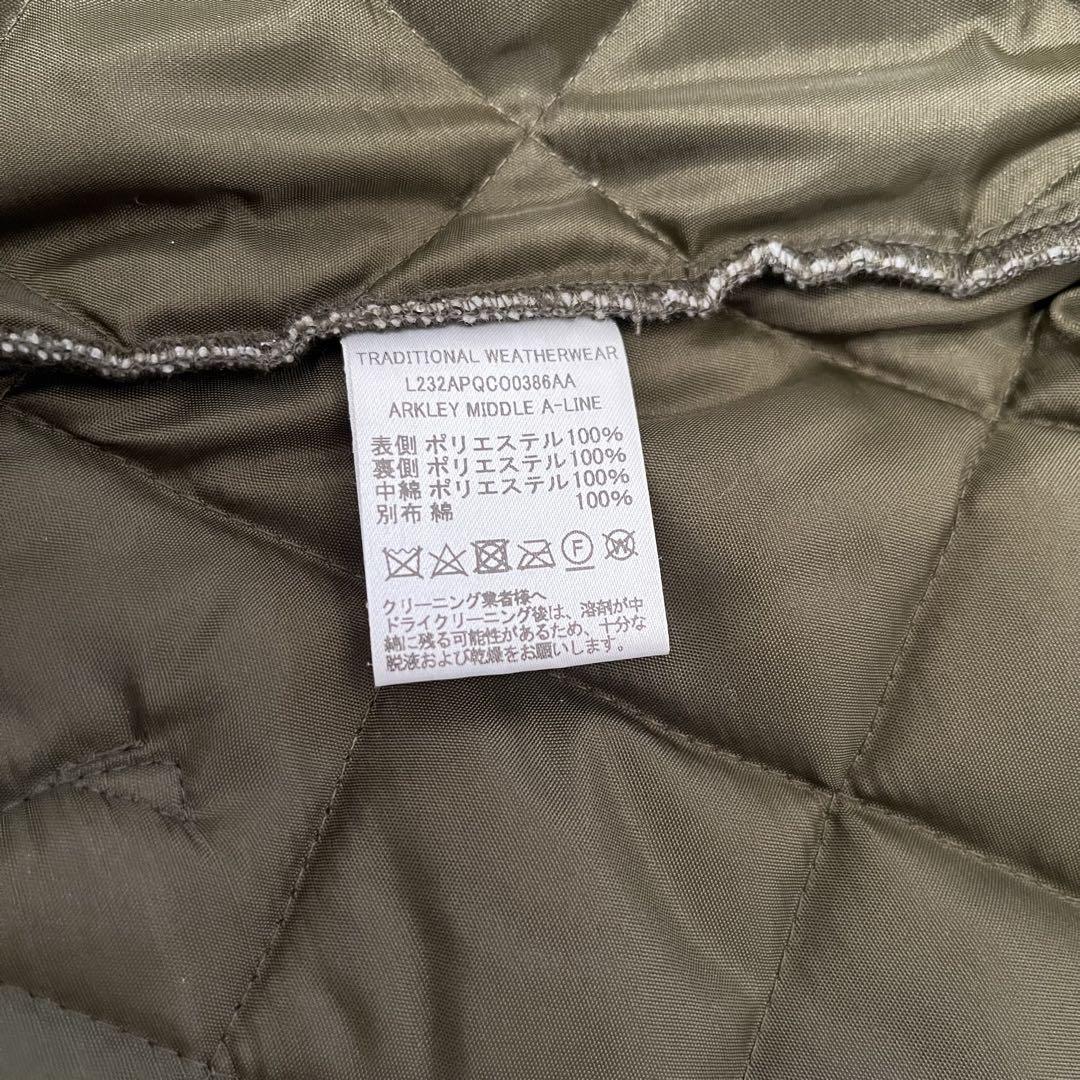 TRADITIONAL WEATHERWEAR
L232APQCO0386AA
ARKLEY MIDDLE A-LINE
表側 ポリエステル100%
裏側 ポリエステル100%
中綿 ポリエステル100%
別布 綿 100%
F
W
クリーニング業者様へ
ドライクリーニング後は、溶剤が中
綿に残る可能性があるため、十分な
脱液および乾燥をお願いします。